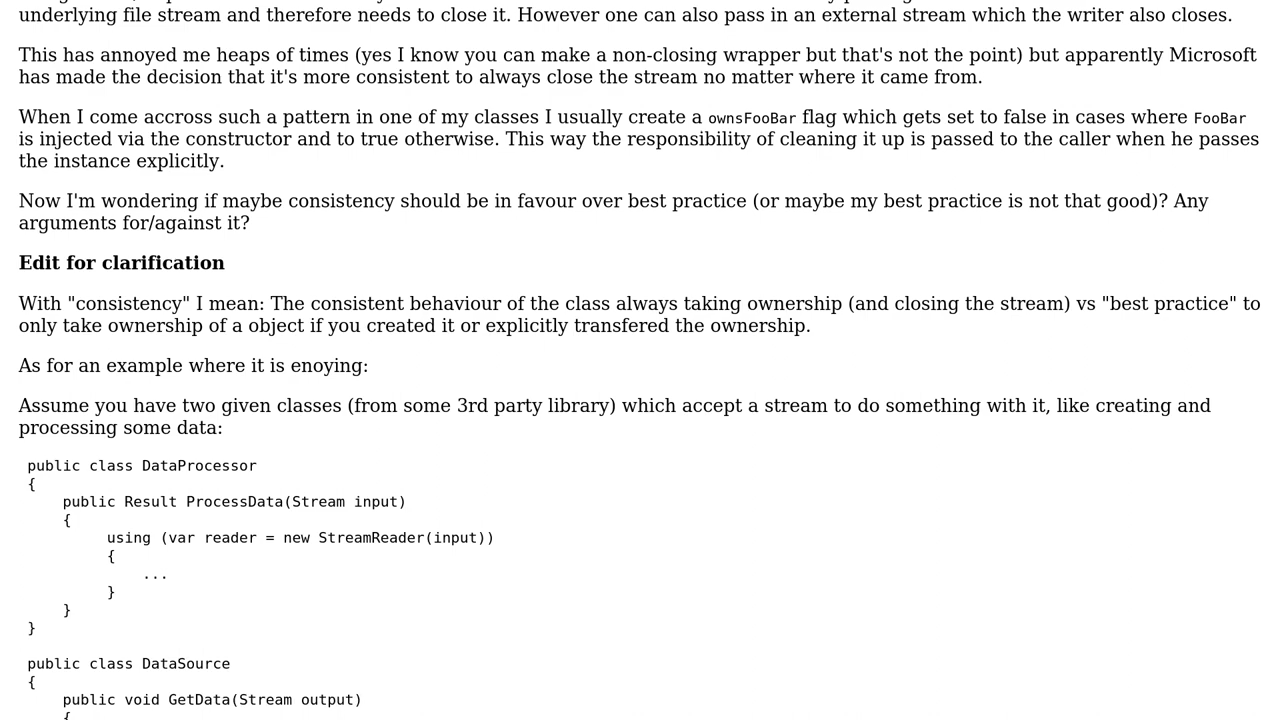 underlying file stream and therefore needs to close it. However one can also pass in an external stream which the writer also closes.
This has annoyed me heaps of times (yes I know you can make a non-closing wrapper but that's not the point) but apparently Microsoft
has made the decision that it's more consistent to always close the stream no matter where it came from.
When I come accross such a pattern in one of my classes I usually create a ownsFooBar flag which gets set to false in cases where FooBar
is injected via the constructor and to true otherwise. This way the responsibility of cleaning it up is passed to the caller when he passes
the instance explicitly.
Now I'm wondering if maybe consistency should be in favour over best practice (or maybe my best practice is not that good)? Any
arguments for/against it?
Edit for clarification
With "consistency" I mean: The consistent behaviour of the class always taking ownership (and closing the stream) vs "best practice" to
only take ownership of a object if you created it or explicitly transfered the ownership.
As for an example where it is enoying:
Assume you have two given classes (from some 3rd party library) which accept a stream to do something with it, like creating and
processing some data:
public class DataProcessor
{
    public Result ProcessData(Stream input)
    {
         using (var reader = new StreamReader(input))
         {
             ...
         }
    }
}
public class DataSource
{
    public void GetData(Stream output)
    {